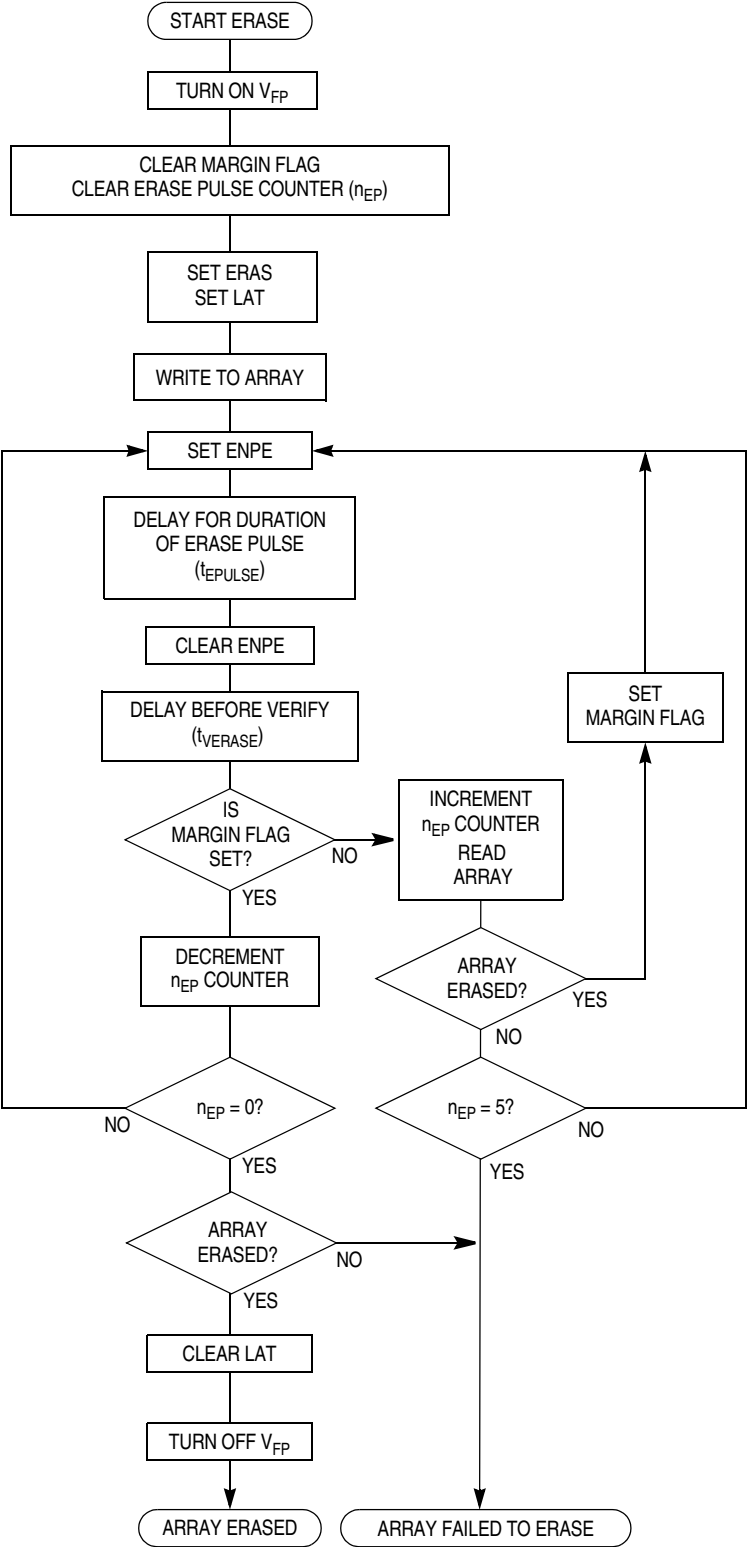 START ERASE
TURN ON VFP
CLEAR MARGIN FLAG
CLEAR ERASE PULSE COUNTER (nEP)
SET ERAS
SET LAT
WRITE TO ARRAY
SET ENPE
DELAY FOR DURATION
OF ERASE PULSE
(tEPULSE)
CLEAR ENPE
DELAY BEFORE VERIFY
(tVERASE)
IS
MARGIN FLAG
SET?
NO
YES
INCREMENT
nEP COUNTER
READ
ARRAY
SET
MARGIN FLAG
DECREMENT
nEP COUNTER
ARRAY
ERASED?
YES
NO
nEP = 0?
NO
YES
nEP = 5?
NO
YES
ARRAY
ERASED?
NO
YES
CLEAR LAT
TURN OFF VFP
ARRAY ERASED
ARRAY FAILED TO ERASE